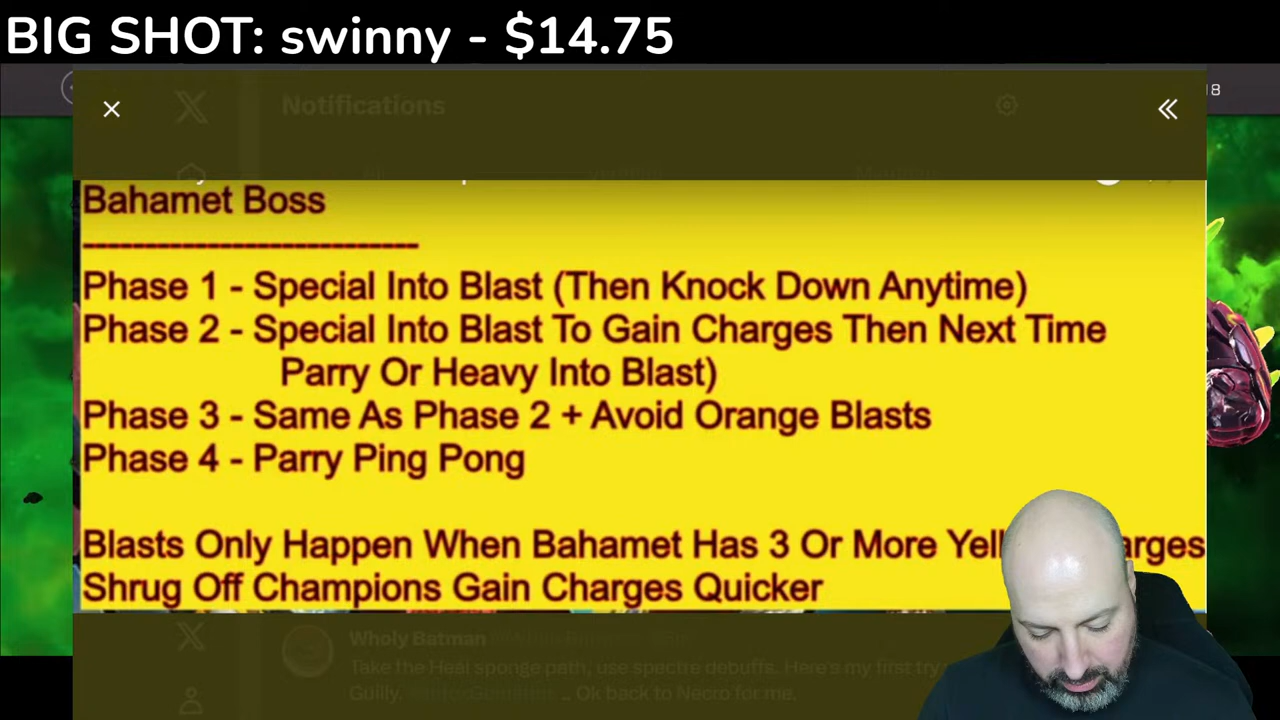 BIG SHOT: swinny - $14.75
Notifications
18
Bahamet Boss
----------------------------
Phase 1 - Special Into Blast (Then Knock Down Anytime)
Phase 2 - Special Into Blast To Gain Charges Then Next Time
Parry Or Heavy Into Blast)
Phase 3 - Same As Phase 2 + Avoid Orange Blasts
Phase 4 - Parry Ping Pong
Blasts Only Happen When Bahamet Has 3 Or More Yell arges
Shrug Off Champions Gain Charges Quicker
Wholy Batman
Take the Heal sponge path, use spectre debuffs. Here's my first try
Ok back to Necro for me.